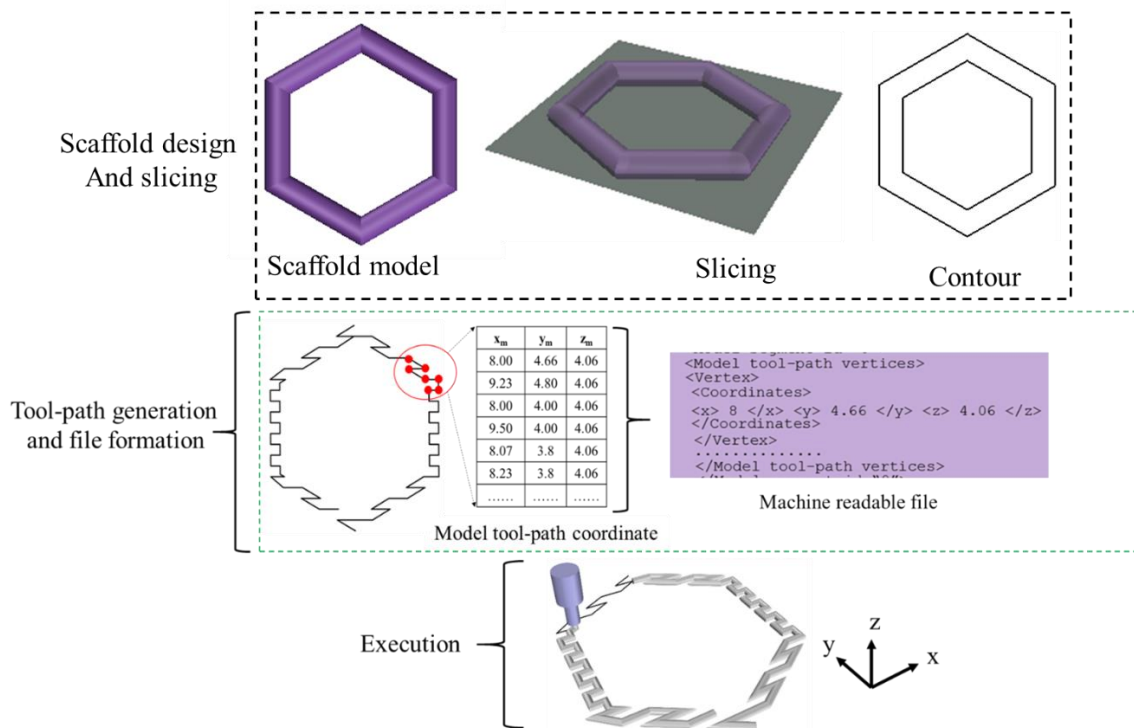 Scaffold design
And slicing
Scaffold model
Slicing
Contour
Tool-path generation
and file formation
xm ym zm
8.00 4.66 4.06
9.23 4.80 4.06
8.00 4.00 4.06
9.50 4.00 4.06
8.07 3.8 4.06
8.23 3.8 4.06
...... ...... ......
Model tool-path coordinate
<Model tool-path vertices>
<Vertex>
<Coordinates>
<x> 8 </x> <y> 4.66 </y> <z> 4.06 </z>
</Coordinates>
</Vertex>
..............
</Model tool-path vertices>
Machine readable file
Execution
z
y
x